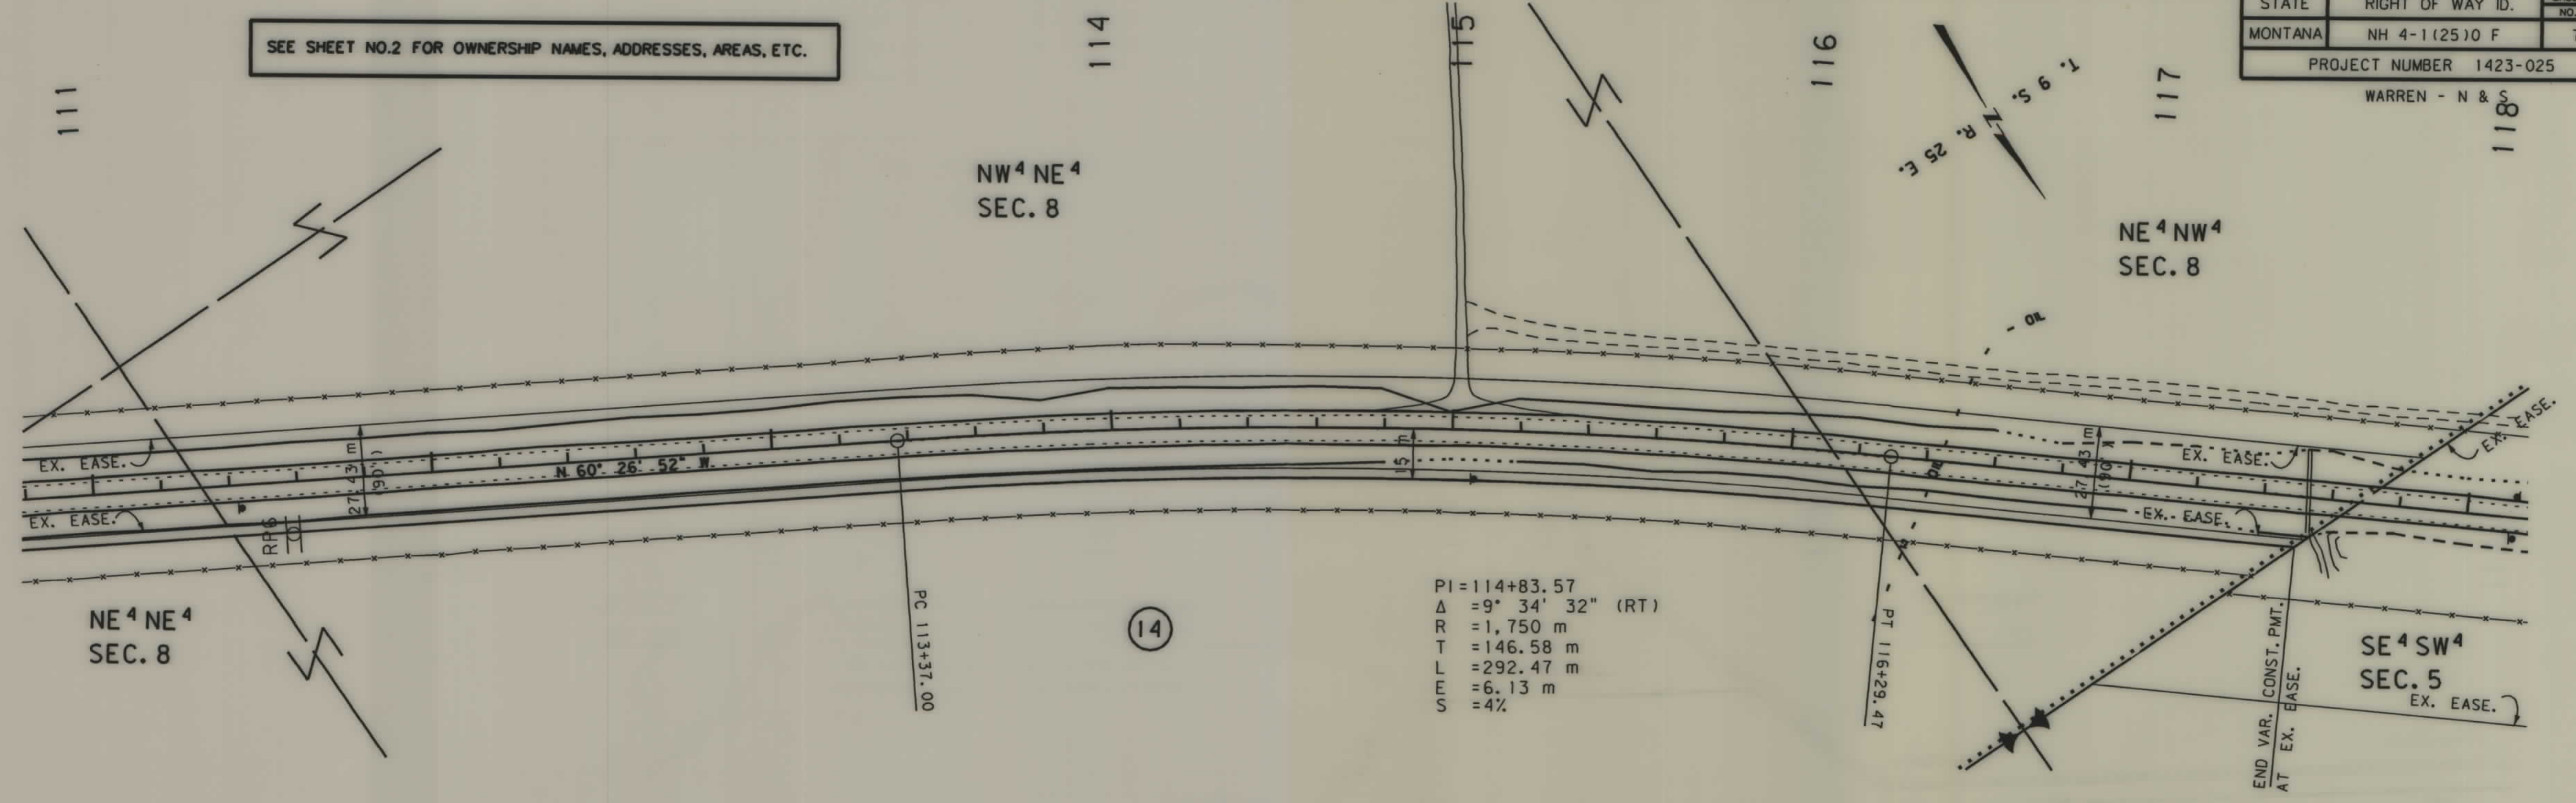 SEE SHEET NO.2 FOR OWNERSHIP NAMES, ADDRESSES, AREAS, ETC.
STATE
RIGHT OF WAY ID.
MONTANA
NH 4-1(25)0 F
PROJECT NUMBER 1423-025
WARREN - N & S
111
114
115
116
117
118
T. 9 S.
R. 25 E.
NW4 NE4
SEC. 8
NE4 NW4
SEC. 8
OIL
EX. EASE.
27.43 m
(90')
N 60° 26' 52" W
15 m
OIL
27.43 m
(90')
EX. EASE.
EX. EASE.
EX. EASE.
EX. EASE.
NE4 NE4
SEC. 8
PC 113+37.00
14
PI=114+83.57
Δ =9° 34' 32" (RT)
R =1,750 m
T =146.58 m
L =292.47 m
E =6.13 m
S =4%
PT 116+29.47
END VAR. CONST. PMT.
AT EX. EASE.
SE4 SW4
SEC. 5
EX. EASE.